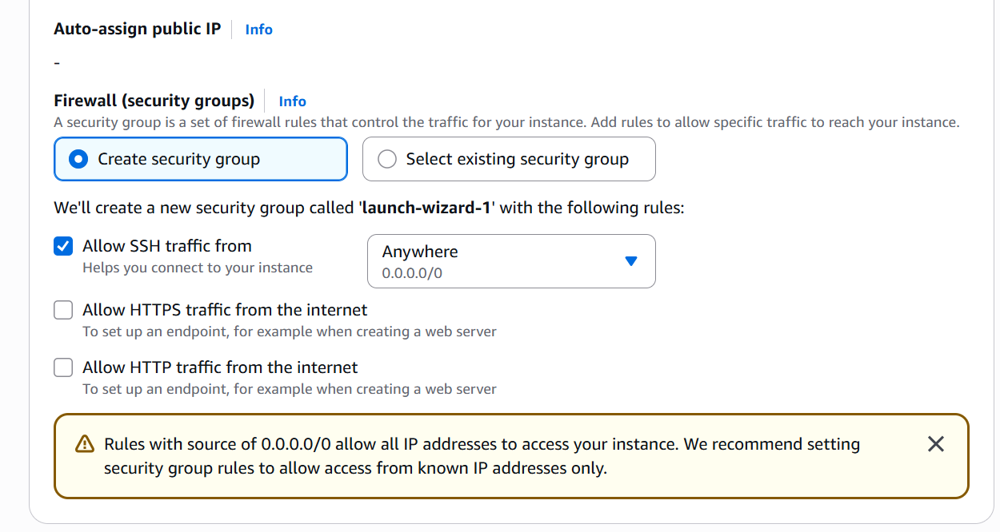 Auto-assign public IP Info
-
Firewall (security groups) Info
A security group is a set of firewall rules that control the traffic for your instance. Add rules to allow specific traffic to reach your instance.
Create security group Select existing security group
We'll create a new security group called 'launch-wizard-1' with the following rules:
Allow SSH traffic from
Helps you connect to your instance
Anywhere
0.0.0.0/0
Allow HTTPS traffic from the internet
To set up an endpoint, for example when creating a web server
Allow HTTP traffic from the internet
To set up an endpoint, for example when creating a web server
Rules with source of 0.0.0.0/0 allow all IP addresses to access your instance. We recommend setting
security group rules to allow access from known IP addresses only.